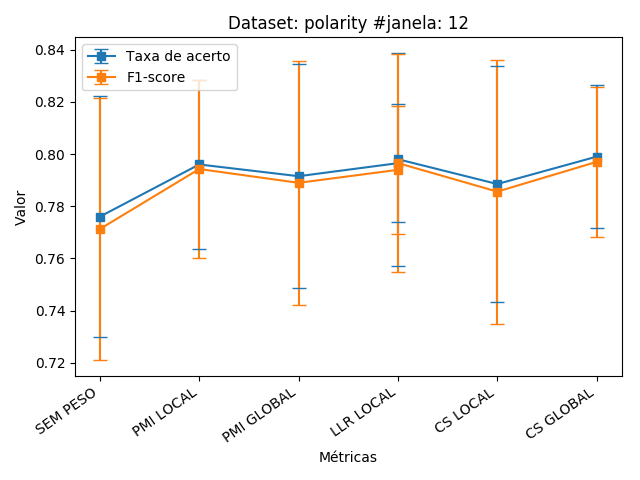 Dataset: polarity #janela: 12
Taxa de acerto
F1-score
Valor
0.84
0.82
0.80
0.78
0.76
0.74
0.72
SEM PESO
PMI LOCAL
PMI GLOBAL
LLR LOCAL
CS LOCAL
CS GLOBAL
Métricas